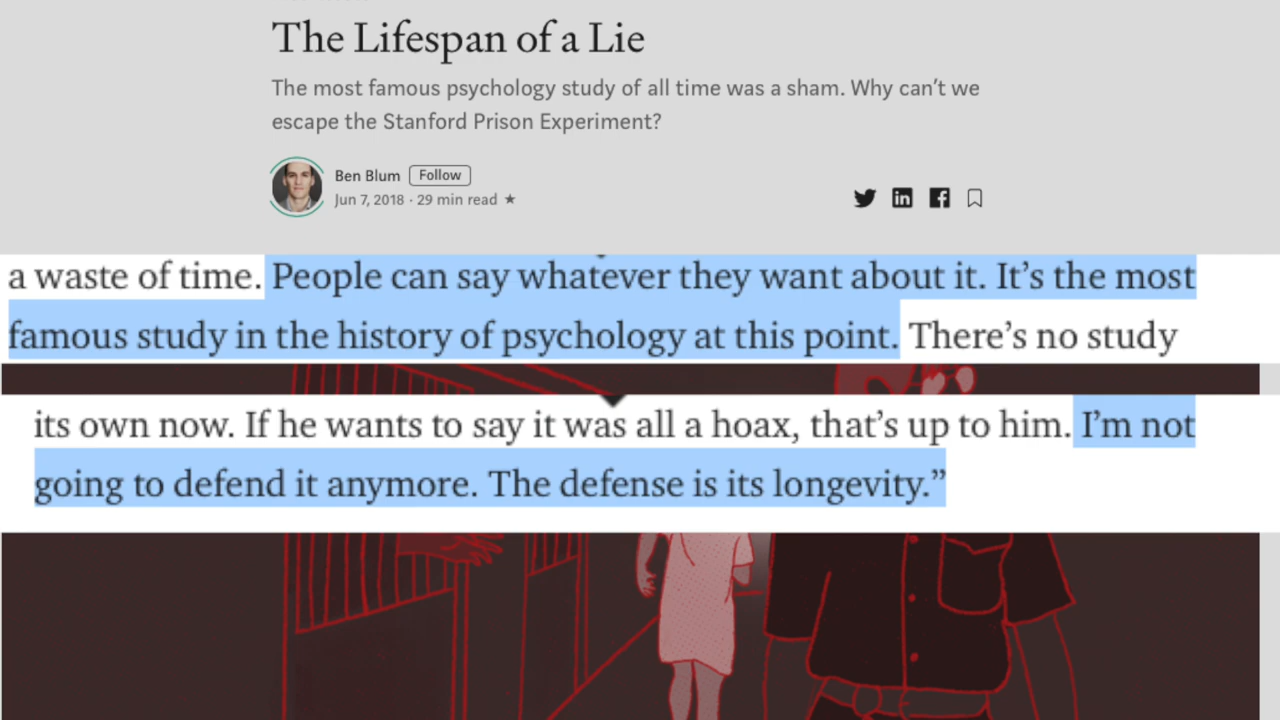 The Lifespan of a Lie
The most famous psychology study of all time was a sham. Why can’t we
escape the Stanford Prison Experiment?
Ben Blum Follow
Jun 7, 2018 · 29 min read ★
a waste of time. People can say whatever they want about it. It’s the most
famous study in the history of psychology at this point. There’s no study
its own now. If he wants to say it was all a hoax, that’s up to him. I’m not
going to defend it anymore. The defense is its longevity.”